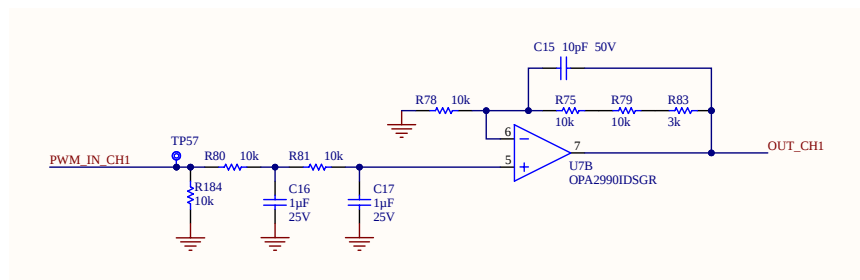 C15 10pF 50V
R78 10k
R75
10k
R79
10k
R83
3k
TP57
PWM_IN_CH1
R80 10k
R81 10k
6
5
7
OUT_CH1
U7B
OPA2990IDSGR
R184
10k
C16
1µF
25V
C17
1µF
25V